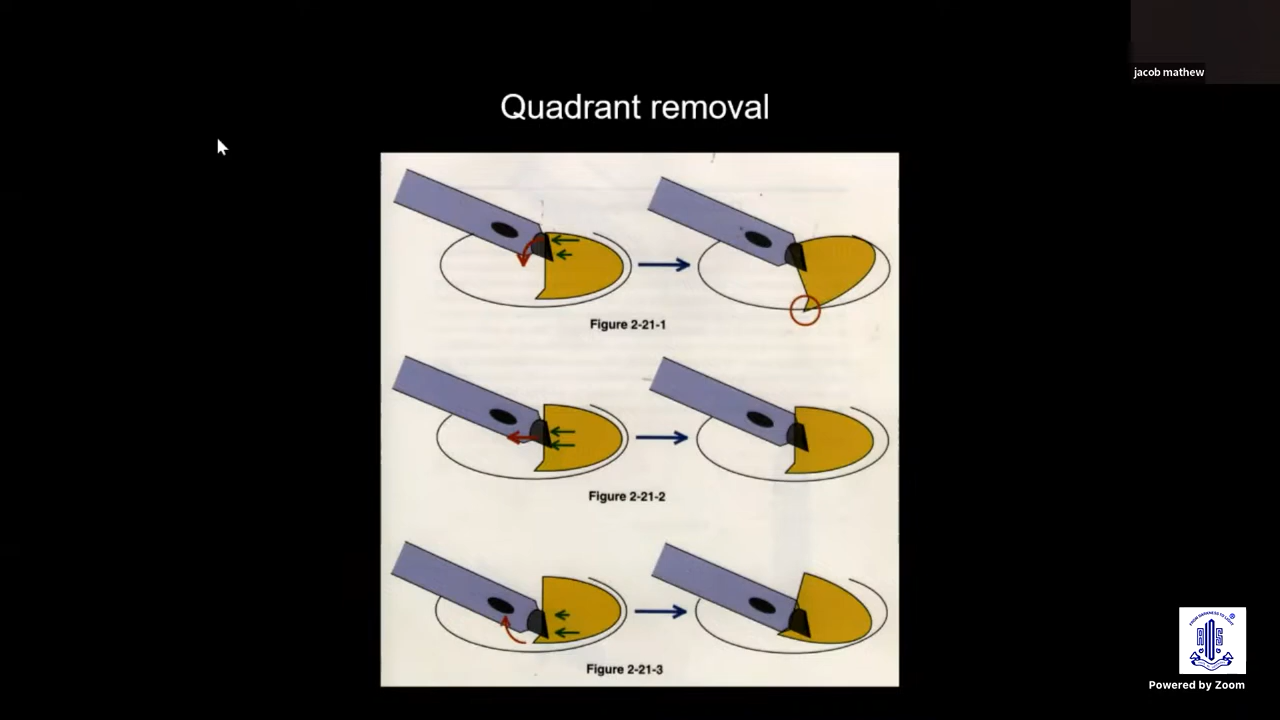 jacob mathew
Quadrant removal
Figure 2-21-1
Figure 2-21-2
Figure 2-21-3
Powered by Zoom